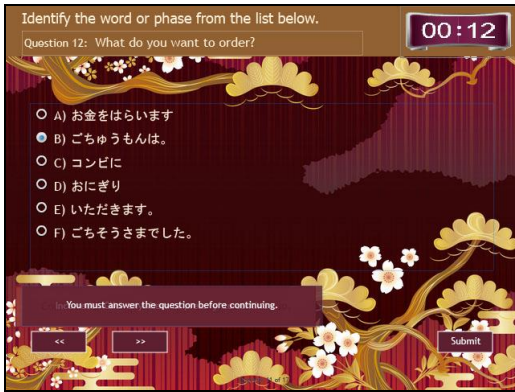 Identify the word or phase from the list below.
00:12
Question 12: What do you want to order?
A) お金をはらいます
B) ごちゅうもんは。
C) コンビに
D) おにぎり
E) いただきます。
F) ごちそうさまでした。
You must answer the question before continuing.
<< >> Submit